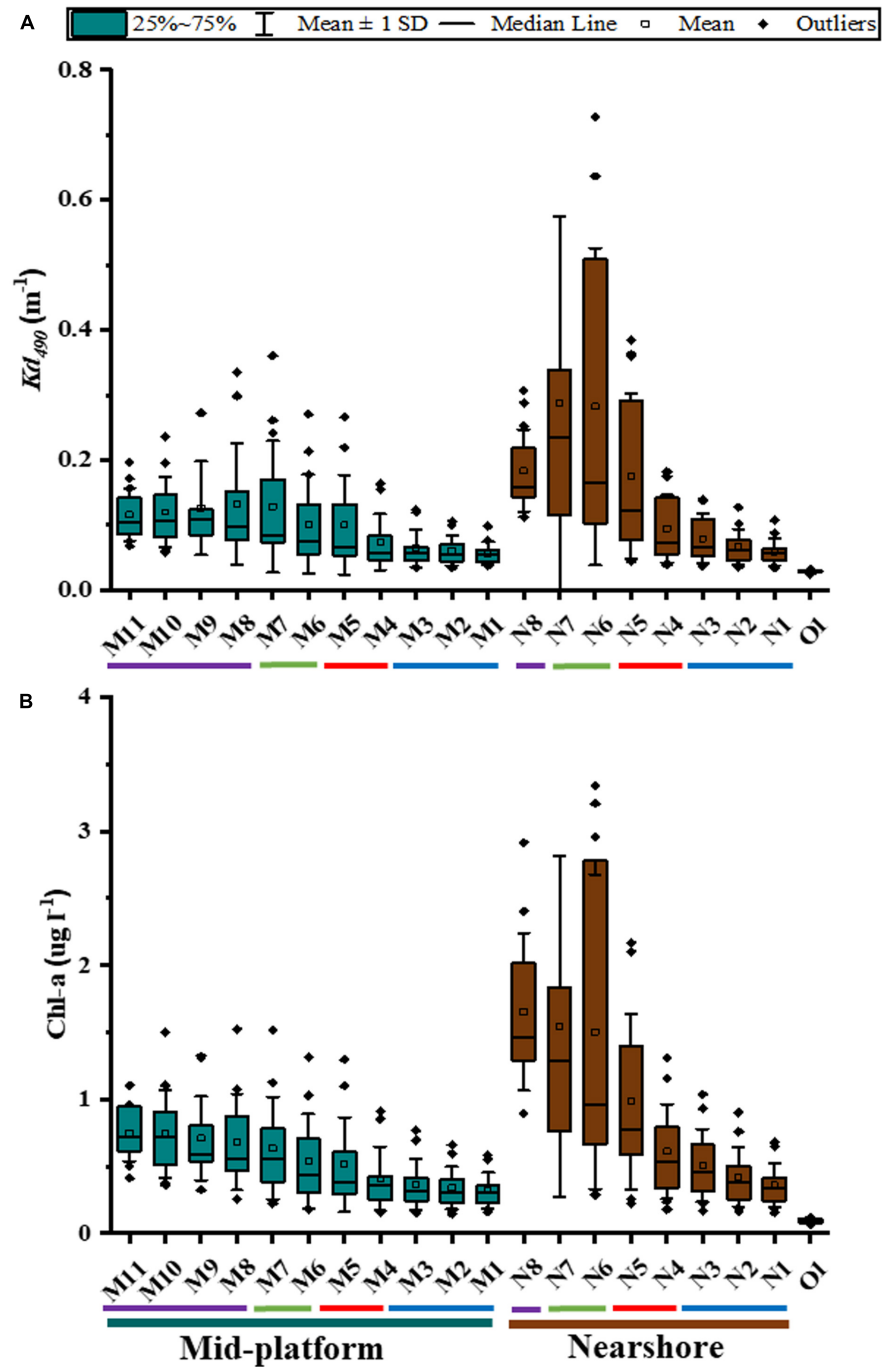 A
25%~75% Mean ± 1 SD Median Line Mean Outliers
0.8
0.6
0.4
0.2
0.0
Kd490 (m-1)
M11 M10 M9 M8 M7 M6 M5 M4 M3 M2 M1 N8 N7 N6 N5 N4 N3 N2 N1 O1
B
4
3
2
1
0
Chl-a (ug l-1)
M11 M10 M9 M8 M7 M6 M5 M4 M3 M2 M1 N8 N7 N6 N5 N4 N3 N2 N1 O1
Mid-platform Nearshore